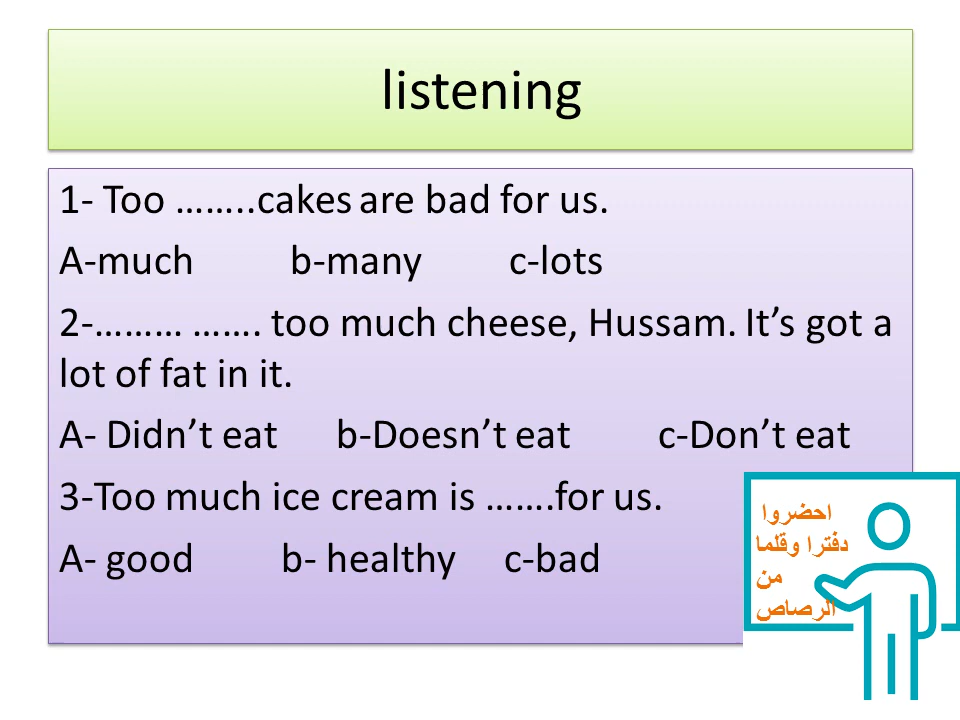 listening
1- Too ……..cakes are bad for us.
A-much b-many c-lots
2-……… ……. too much cheese, Hussam. It’s got a
lot of fat in it.
A- Didn’t eat b-Doesn’t eat c-Don’t eat
3-Too much ice cream is …….for us.
A- good b- healthy c-bad
احضروا
دفترا وقلما
من
الرصاص